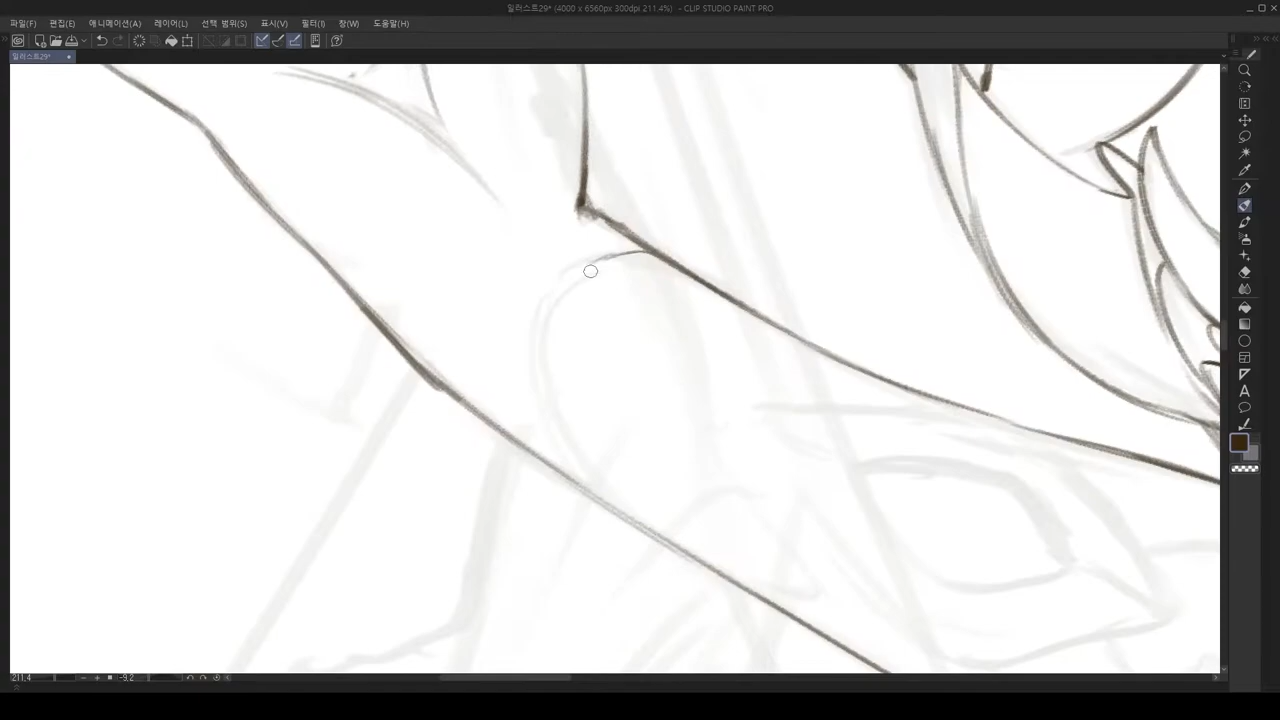 일러스트29* (4000 x 6560px 300dpi 211.4%) - CLIP STUDIO PAINT PRO
파일(F) 편집(E) 애니메이션(A) 레이어(L) 선택 범위(S) 표시(V) 필터(I) 창(W) 도움말(H)
일러스트29*
211.4 -9.2